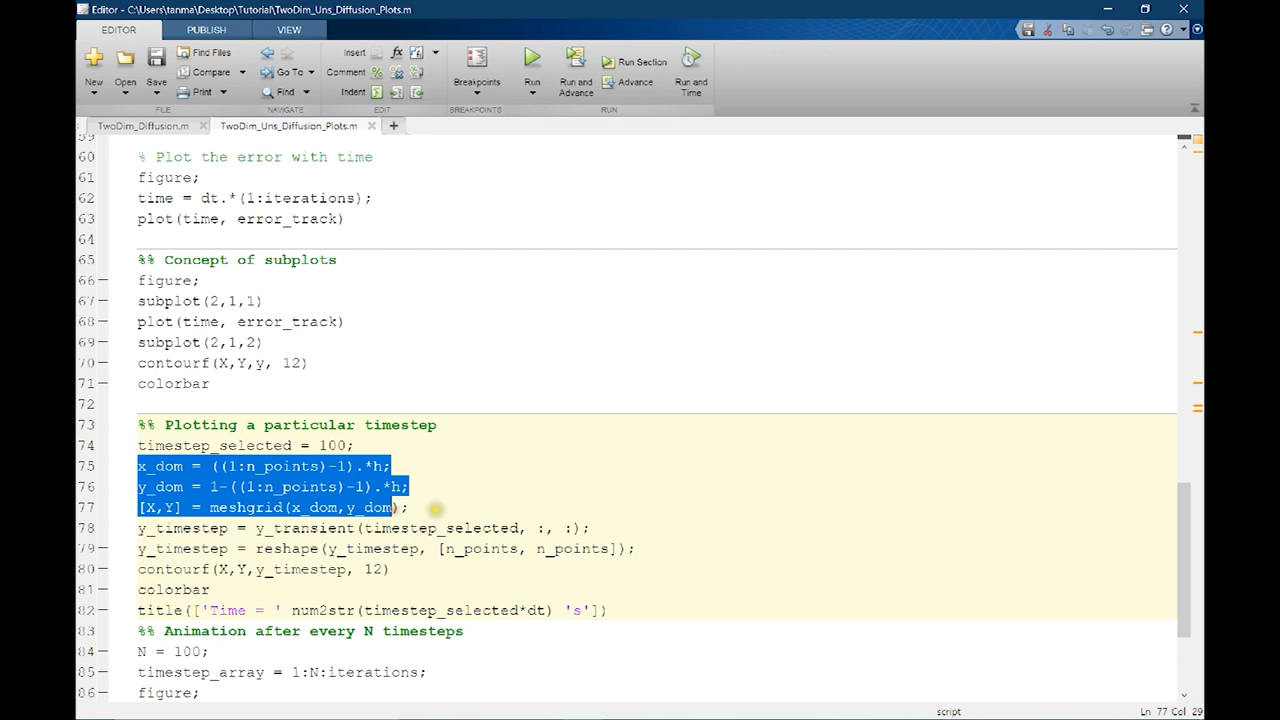 Editor - C:\Users\tanma\Desktop\Tutorial\TwoDim_Uns_Diffusion_Plots.m
EDITOR PUBLISH VIEW
New Open Save Find Files Compare Print Go To Find Insert fx Comment Indent Breakpoints Run Run and Advance Run Section Advance Run and Time
FILE NAVIGATE EDIT BREAKPOINTS RUN
TwoDim_Diffusion.m TwoDim_Uns_Diffusion_Plots.m
59
60 % Plot the error with time
61 figure;
62 time = dt.*(1:iterations);
63 plot(time, error_track)
64
65 %% Concept of subplots
66 figure;
67 subplot(2,1,1)
68 plot(time, error_track)
69 subplot(2,1,2)
70 contourf(X,Y,y, 12)
71 colorbar
72
73 %% Plotting a particular timestep
74 timestep_selected = 100;
75 x_dom = ((1:n_points)-1).*h;
76 y_dom = 1-((1:n_points)-1).*h;
77 [X,Y] = meshgrid(x_dom,y_dom);
78 y_timestep = y_transient(timestep_selected, :, :);
79 y_timestep = reshape(y_timestep, [n_points, n_points]);
80 contourf(X,Y,y_timestep, 12)
81 colorbar
82 title(['Time = ' num2str(timestep_selected*dt) 's'])
83 %% Animation after every N timesteps
84 N = 100;
85 timestep_array = 1:N:iterations;
86 figure;
script Ln 77 Col 29